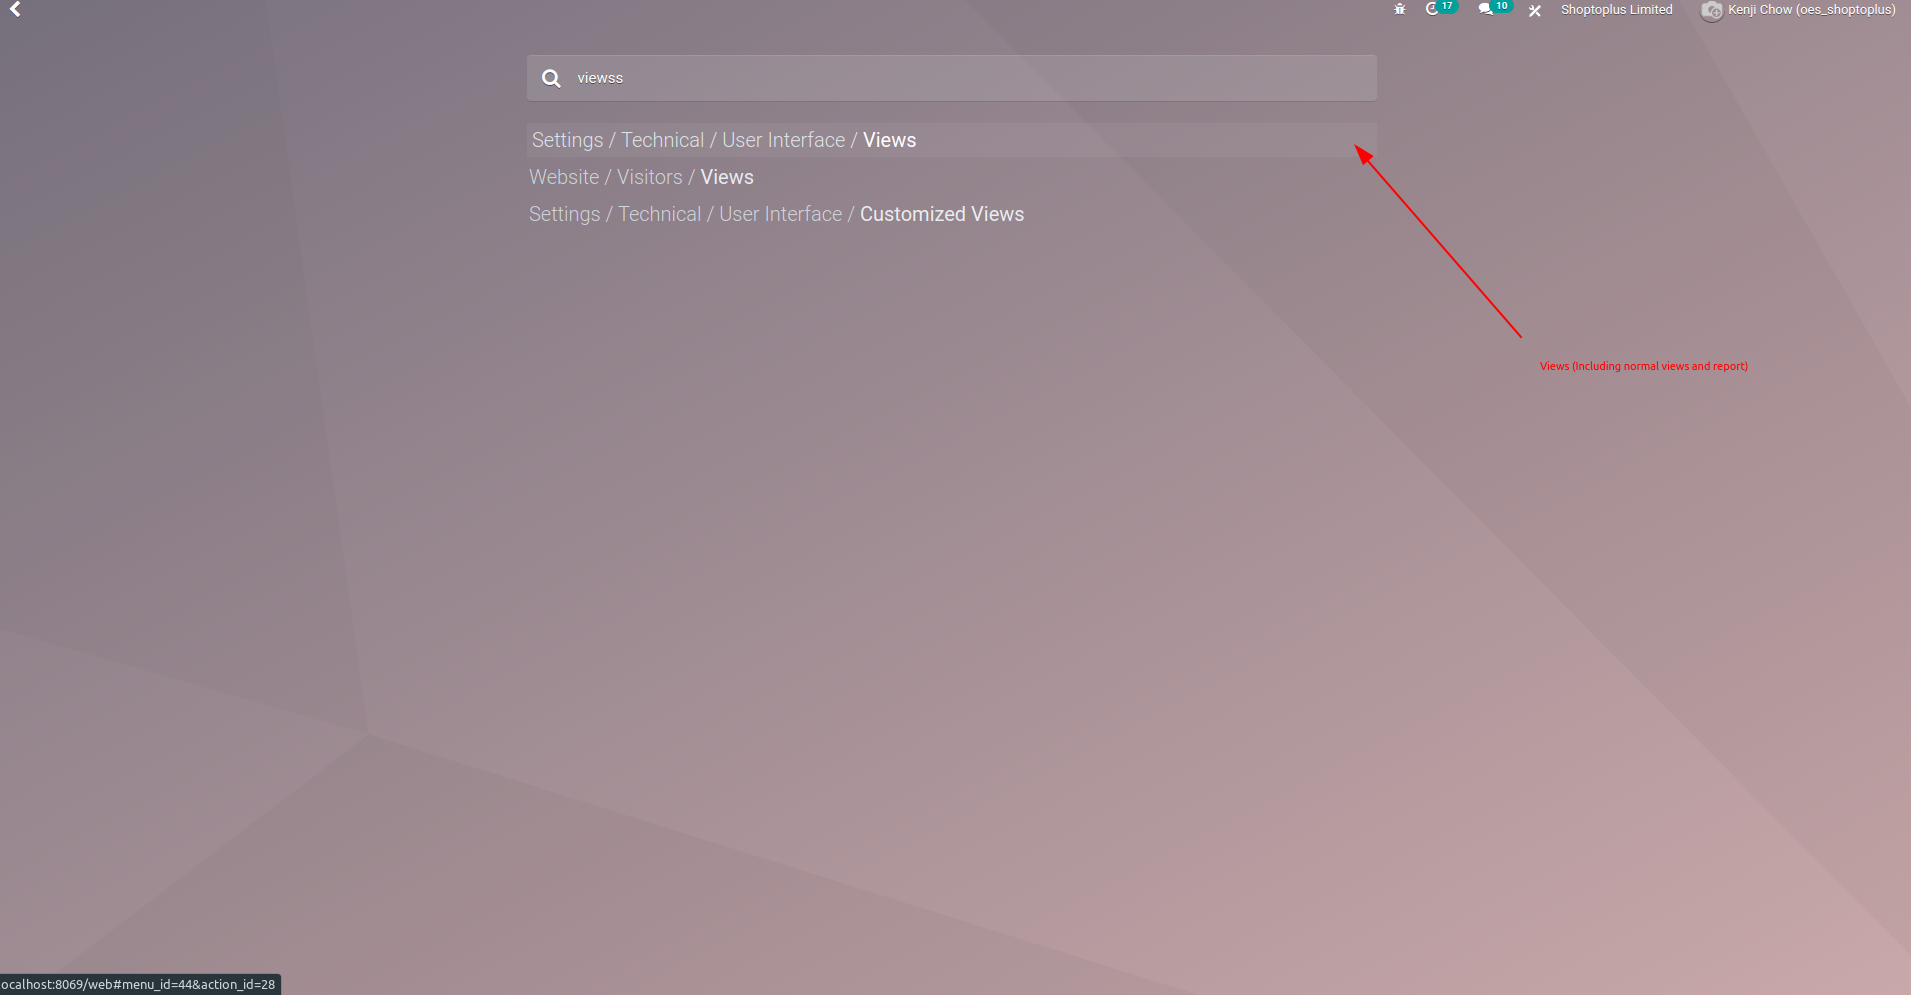 17
10
Shoptoplus Limited
Kenji Chow (oes_shoptoplus)
viewss
Settings / Technical / User Interface / Views
Website / Visitors / Views
Settings / Technical / User Interface / Customized Views
Views (Including normal views and report)
ocalhost:8069/web#menu_id=44&action_id=28